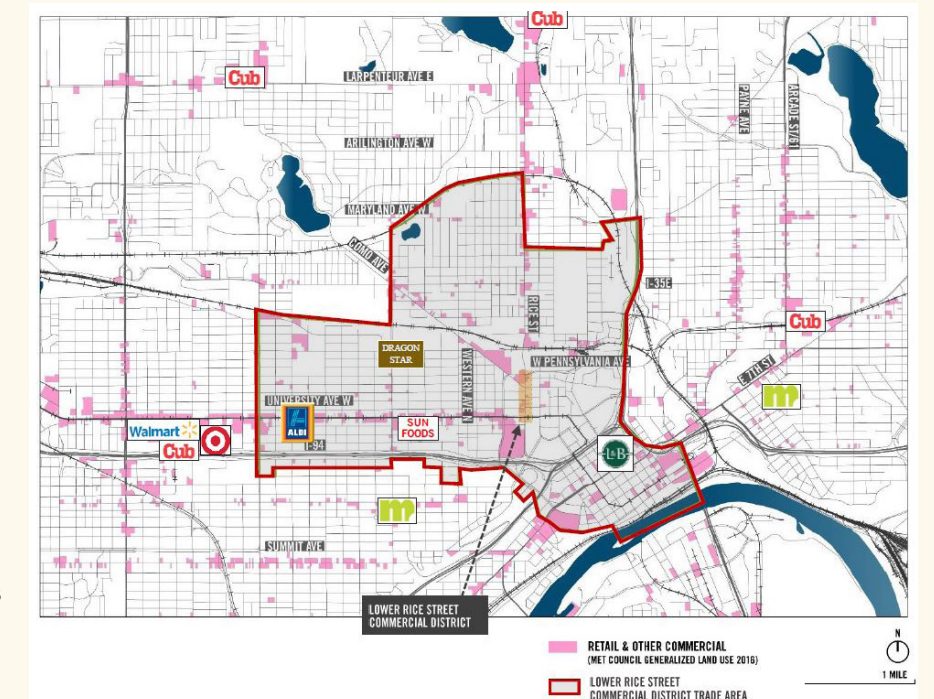 Cub
Cub
LARPENTEUR AVE E
PAYNE AVE
ARCADE ST/61
ARLINGTON AVE W
MARYLAND AVE W
COMO AVE
I-35E
RICE ST
Cub
DRAGON
STAR
WESTERN AVE N
W PENNSYLVANIA AVE
E 7TH ST
m
UNIVERSITY AVE W
ALDI
SUN
FOODS
Walmart
Cub
I-94
L&B
m
SUMMIT AVE
LOWER RICE STREET
COMMERCIAL DISTRICT
RETAIL & OTHER COMMERCIAL
(MET COUNCIL GENERALIZED LAND USE 2016)
N
1 MILE
LOWER RICE STREET
COMMERCIAL DISTRICT TRADE AREA